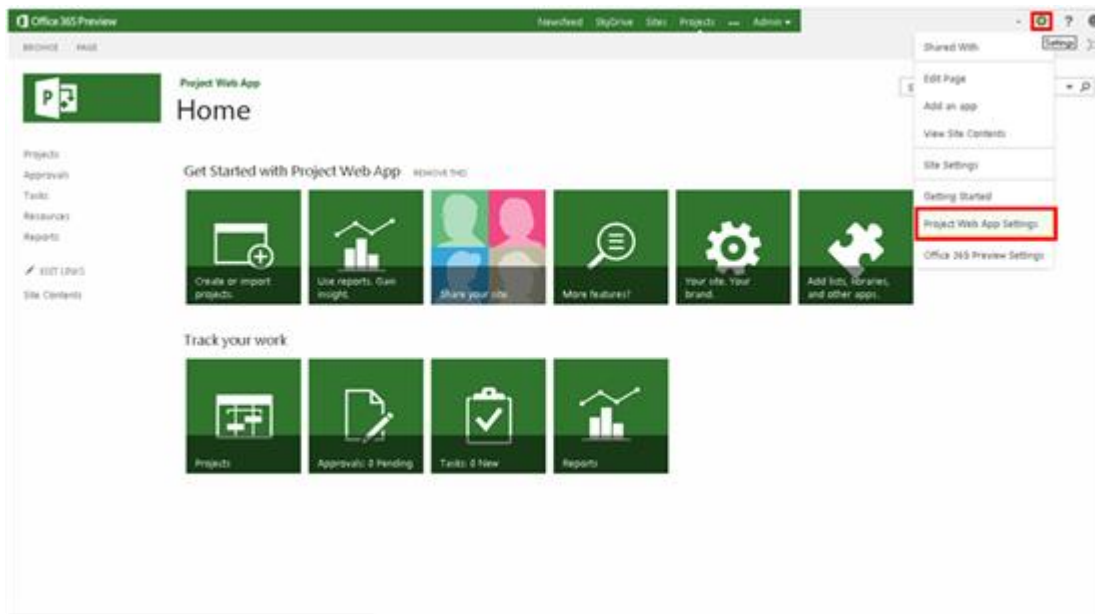 Office 365 Preview
Newsfeed SkyDrive Sites Projects ... Admin
?
BROWSE PAGE
Settings
Shared With
Edit Page
Add an app
View Site Contents
Site Settings
Getting Started
Project Web App Settings
Office 365 Preview Settings
P
Project Web App
Home
Projects
Approvals
Tasks
Resources
Reports
EDIT LINKS
Site Contents
Get Started with Project Web App REMOVE THIS
Create or import projects.
Use reports. Gain insight.
Share your site.
More features?
Your site. Your brand.
Add lists, libraries, and other apps.
Track your work
Projects
Approvals: 0 Pending
Tasks: 0 New
Reports